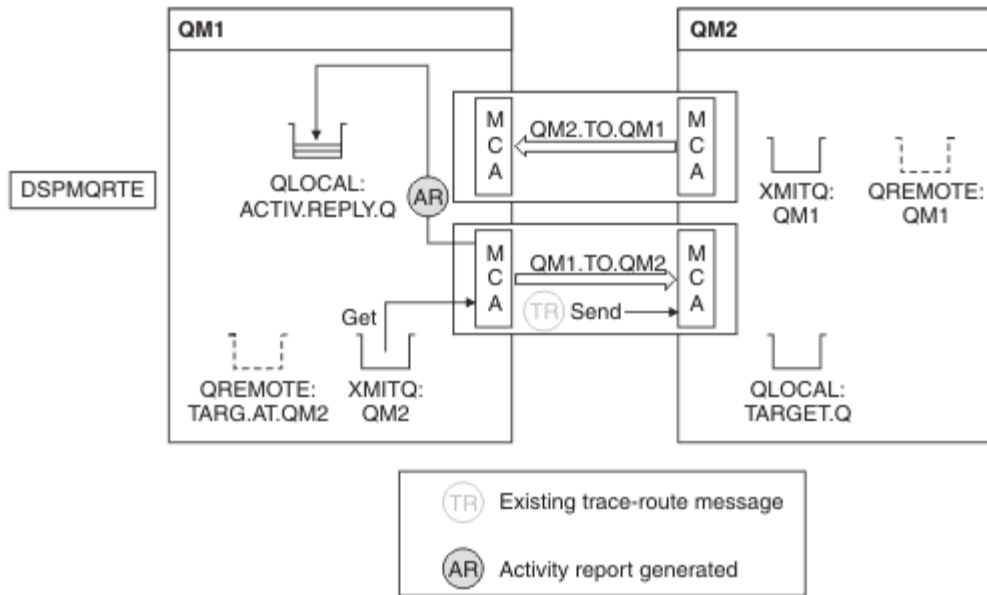 QM1
QM2
M
C
A
QM2.TO.QM1
M
C
A
DSPMQRTE
QLOCAL:
ACTIV.REPLY.Q
AR
XMITQ:
QM1
QREMOTE:
QM1
M
C
A
QM1.TO.QM2
TR
Send
M
C
A
Get
QREMOTE:
TARG.AT.QM2
XMITQ:
QM2
QLOCAL:
TARGET.Q
TR Existing trace-route message
AR Activity report generated